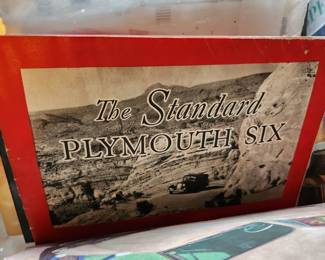 The Standard
PLYMOUTH SIX